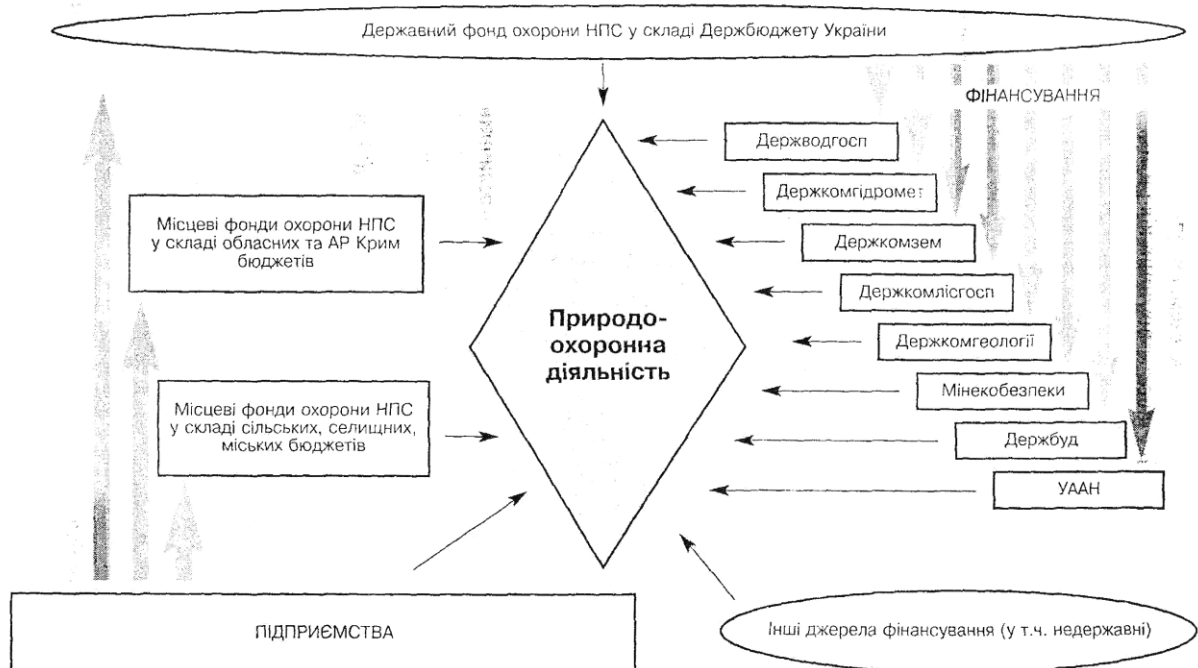 Державний фонд охорони НПС у складі Держбюджету України
ФІНАНСУВАННЯ
Держводгосп
Держкомгідромет
Місцеві фонди охорони НПС
у складі обласних та АР Крим
бюджетів
Держкомзем
Держкомлісгосп
Природо-
охоронна
діяльність
Держкомгеології
Мінекобезпеки
Місцеві фонди охорони НПС
у складі сільських, селищних,
міських бюджетів
Держбуд
УААН
ПІДПРИЄМСТВА
Інші джерела фінансування (у т.ч. недержавні)